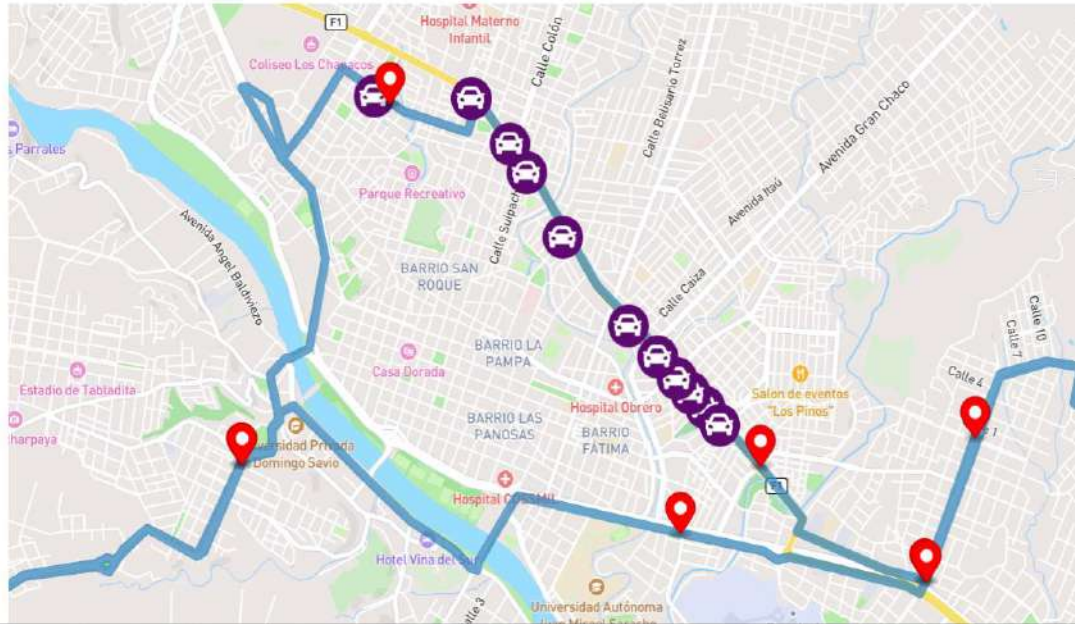 F1
Hospital Materno
Infantil
Calle Colón
Coliseo Los Chapacos
Calle Belisario Torrez
Avenida Gran Chaco
Parrales
Parque Recreativo
Avenida Itaú
Avenida Angel Baldiviezo
BARRIO SAN
ROQUE
Calle Caiza
BARRIO LA
PAMPA
Casa Dorada
Calle 10
Calle 7
Estadio de Tabladita
Hospital Obrero
Salon de eventos
"Los Pinos"
Calle 4
BARRIO LAS
PANOSAS
BARRIO
FÁTIMA
Privada
Domingo Savio
Hospital
F1
Hotel Vina del Sur
Universidad Autónoma
Calle 3